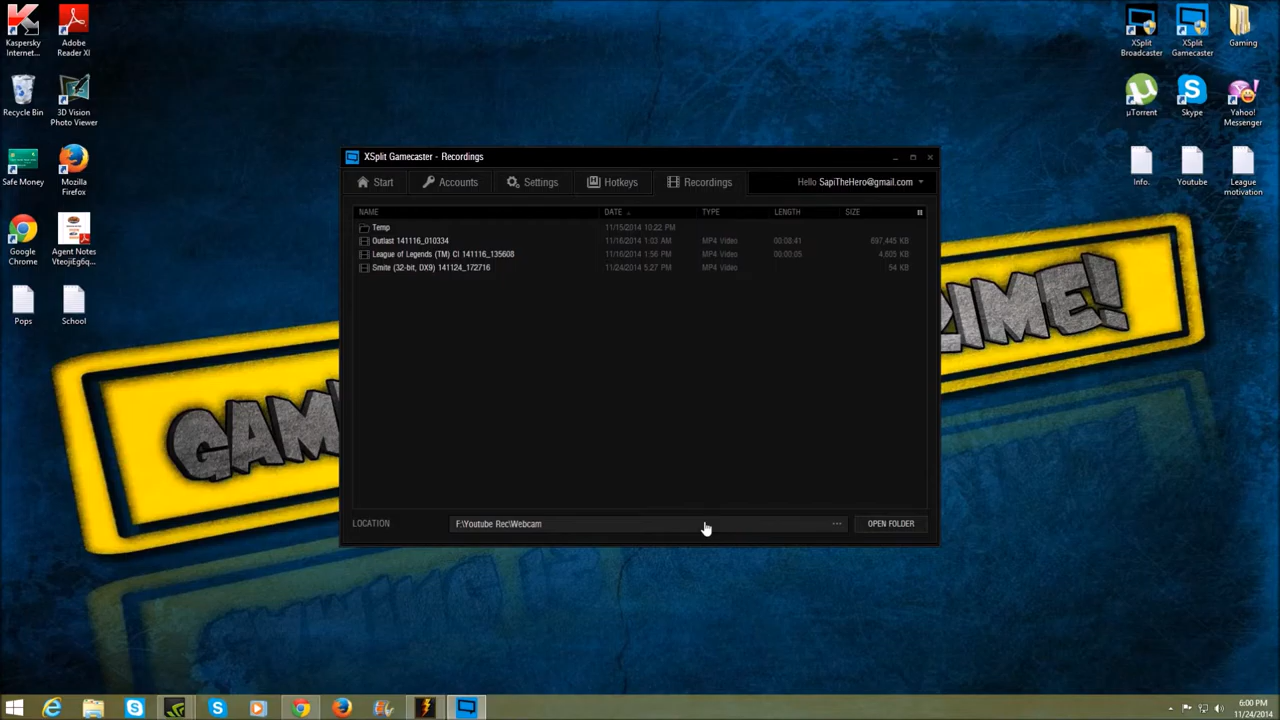 Kaspersky Internet...
Adobe Reader XI
XSplit Broadcaster
XSplit Gamecaster
Gaming
Recycle Bin
3D Vision Photo Viewer
µTorrent
Skype
Yahoo! Messenger
Safe Money
Mozilla Firefox
Info.
Youtube
League motivation
Google Chrome
Agent Notes VteojiEg6q...
Pops
School
XSplit Gamecaster - Recordings
Start Accounts Settings Hotkeys Recordings Hello SapiTheHero@gmail.com
NAME DATE TYPE LENGTH SIZE
Temp 11/15/2014 10:22 PM
Outlast 141116_010334 11/16/2014 1:03 AM MP4 Video 00:08:41 697,445 KB
League of Legends (TM) Cl 141116_135608 11/16/2014 1:56 PM MP4 Video 00:00:05 4,605 KB
Smite (32-bit, DX9) 141124_172716 11/24/2014 5:27 PM MP4 Video 54 KB
LOCATION F:\Youtube Rec\Webcam ... OPEN FOLDER
6:00 PM
11/24/2014